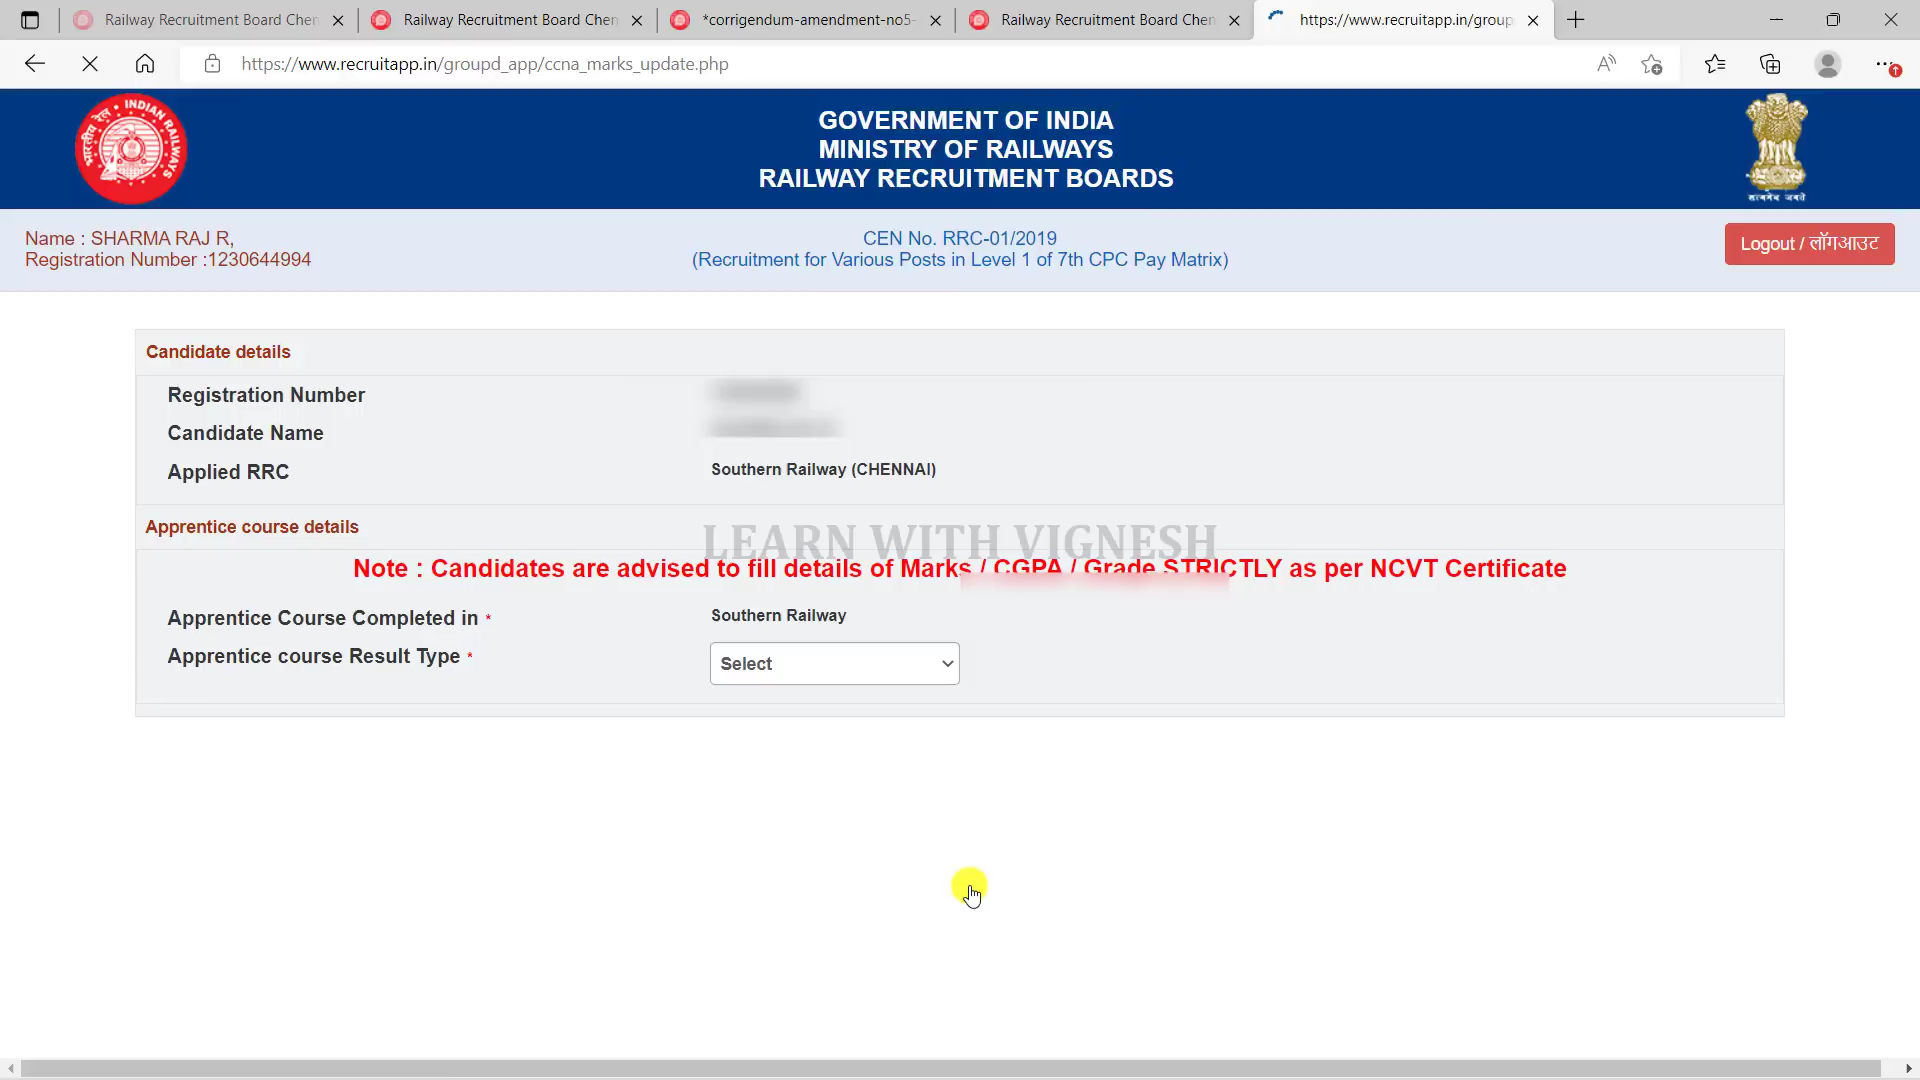 Railway Recruitment Board Chen
Railway Recruitment Board Chen
*corrigendum-amendment-no5-
Railway Recruitment Board Chen
https://www.recruitapp.in/group
https://www.recruitapp.in/groupd_app/ccna_marks_update.php
भारतीय रेल INDIAN RAILWAYS
GOVERNMENT OF INDIA
MINISTRY OF RAILWAYS
RAILWAY RECRUITMENT BOARDS
सत्यमेव जयते
Name : SHARMA RAJ R,
Registration Number :1230644994
CEN No. RRC-01/2019
(Recruitment for Various Posts in Level 1 of 7th CPC Pay Matrix)
Logout / लॉगआउट
Candidate details
Registration Number
Candidate Name
Applied RRC Southern Railway (CHENNAI)
Apprentice course details
LEARN WITH VIGNESH
Note : Candidates are advised to fill details of Marks / CGPA / Grade STRICTLY as per NCVT Certificate
Apprentice Course Completed in * Southern Railway
Apprentice course Result Type * Select